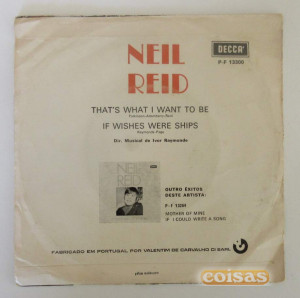 NEIL
REID
DECCA
P-F 13266
THAT'S WHAT I WANT TO BE
IF WISHES WERE SHIPS
Dir. Musical de Ivor Raymonde
NEIL
REID
OUTRO ÊXITOS
DESTE ARTISTA:
MOTHER OF MINE
IF I COULD WRITE A SONG
FABRICADO EM PORTUGAL POR VALENTIM DE CARVALHO CI SARL
coisas